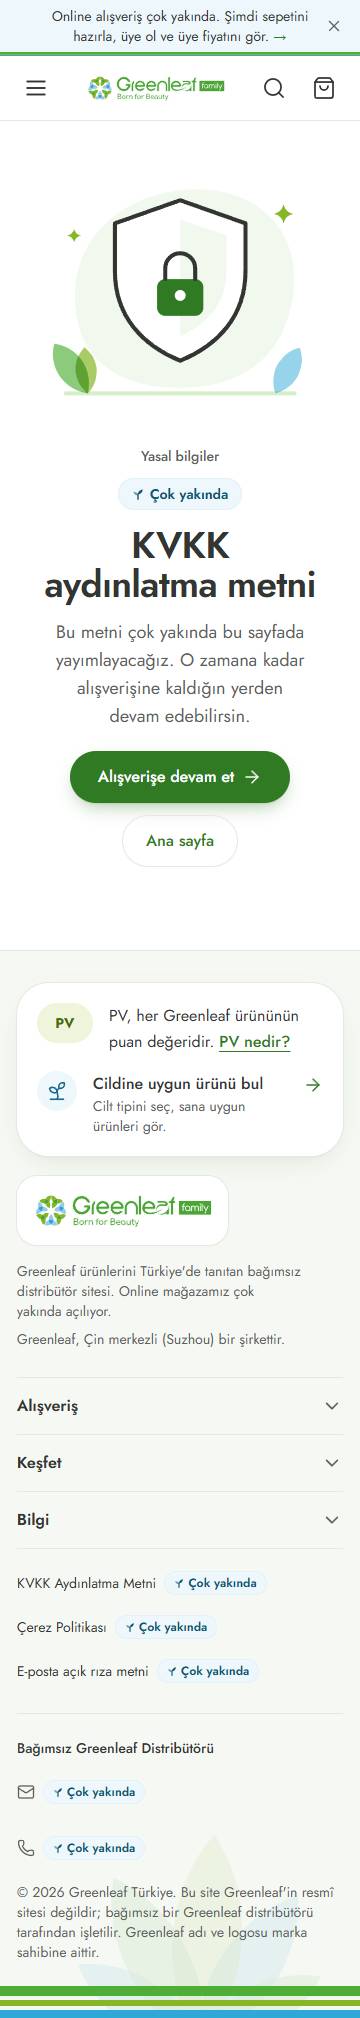 Online alışveriş çok yakında. Şimdi sepetini
hazırla, üye ol ve üye fiyatını gör. →
Greenleaf family
Born for Beauty
Yasal bilgiler
Çok yakında
KVKK
aydınlatma metni
Bu metni çok yakında bu sayfada
yayımlayacağız. O zamana kadar
alışverişine kaldığın yerden
devam edebilirsin.
Alışverişe devam et →
Ana sayfa
PV
PV, her Greenleaf ürününün
puan değeridir. PV nedir?
Cildine uygun ürünü bul
Cilt tipini seç, sana uygun
ürünleri gör.
Greenleaf family
Born for Beauty
Greenleaf ürünlerini Türkiye'de tanıtan bağımsız
distribütör sitesi. Online mağazamız çok
yakında açılıyor.
Greenleaf, Çin merkezli (Suzhou) bir şirkettir.
Alışveriş
Keşfet
Bilgi
KVKK Aydınlatma Metni Çok yakında
Çerez Politikası Çok yakında
E-posta açık rıza metni Çok yakında
Bağımsız Greenleaf Distribütörü
Çok yakında
Çok yakında
© 2026 Greenleaf Türkiye. Bu site Greenleaf'in resmî
sitesi değildir; bağımsız bir Greenleaf distribütörü
tarafından işletilir. Greenleaf adı ve logosu marka
sahibine aittir.